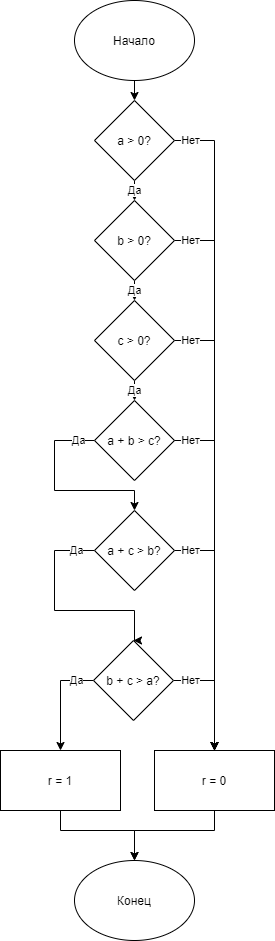 Начало
a > 0?
Нет
Да
b > 0?
Нет
Да
c > 0?
Нет
Да
Да
a + b > c?
Нет
Да
a + c > b?
Нет
Да
b + c > a?
Нет
r = 1
r = 0
Конец